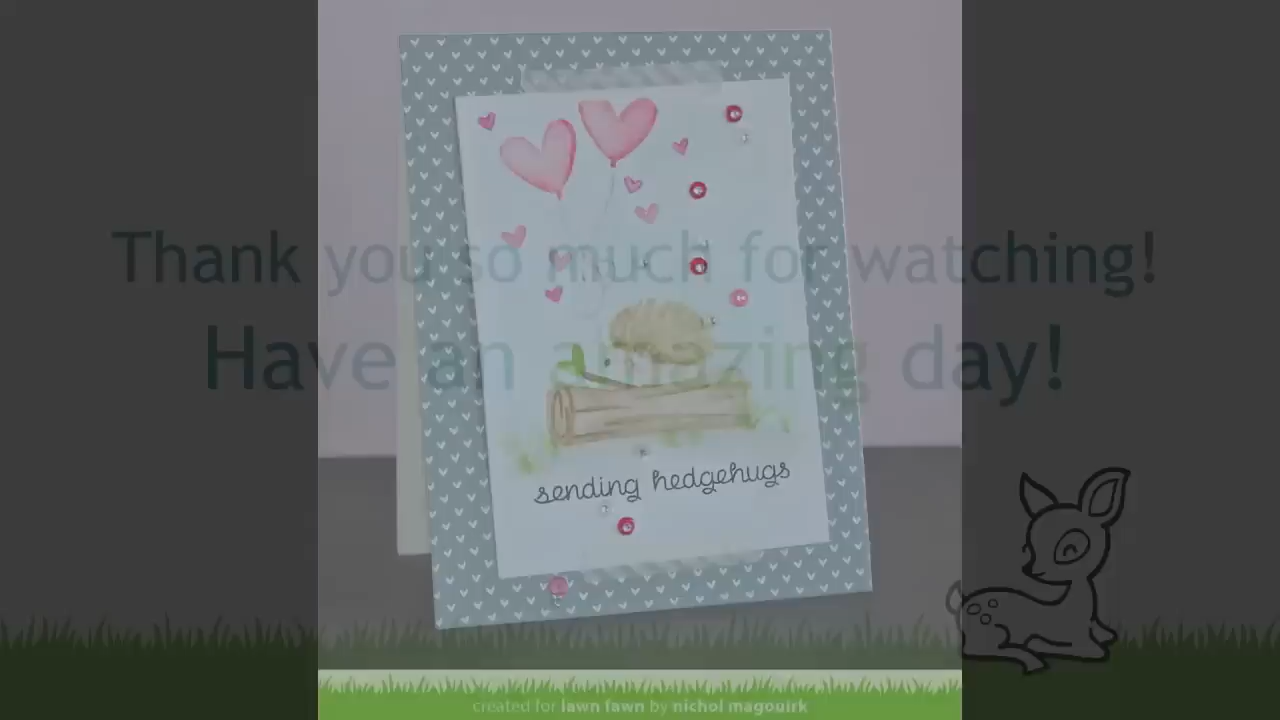 Thank you so much for watching!
Have an amazing day!
sending hedgehugs
created for lawn fawn by nichol magouirk